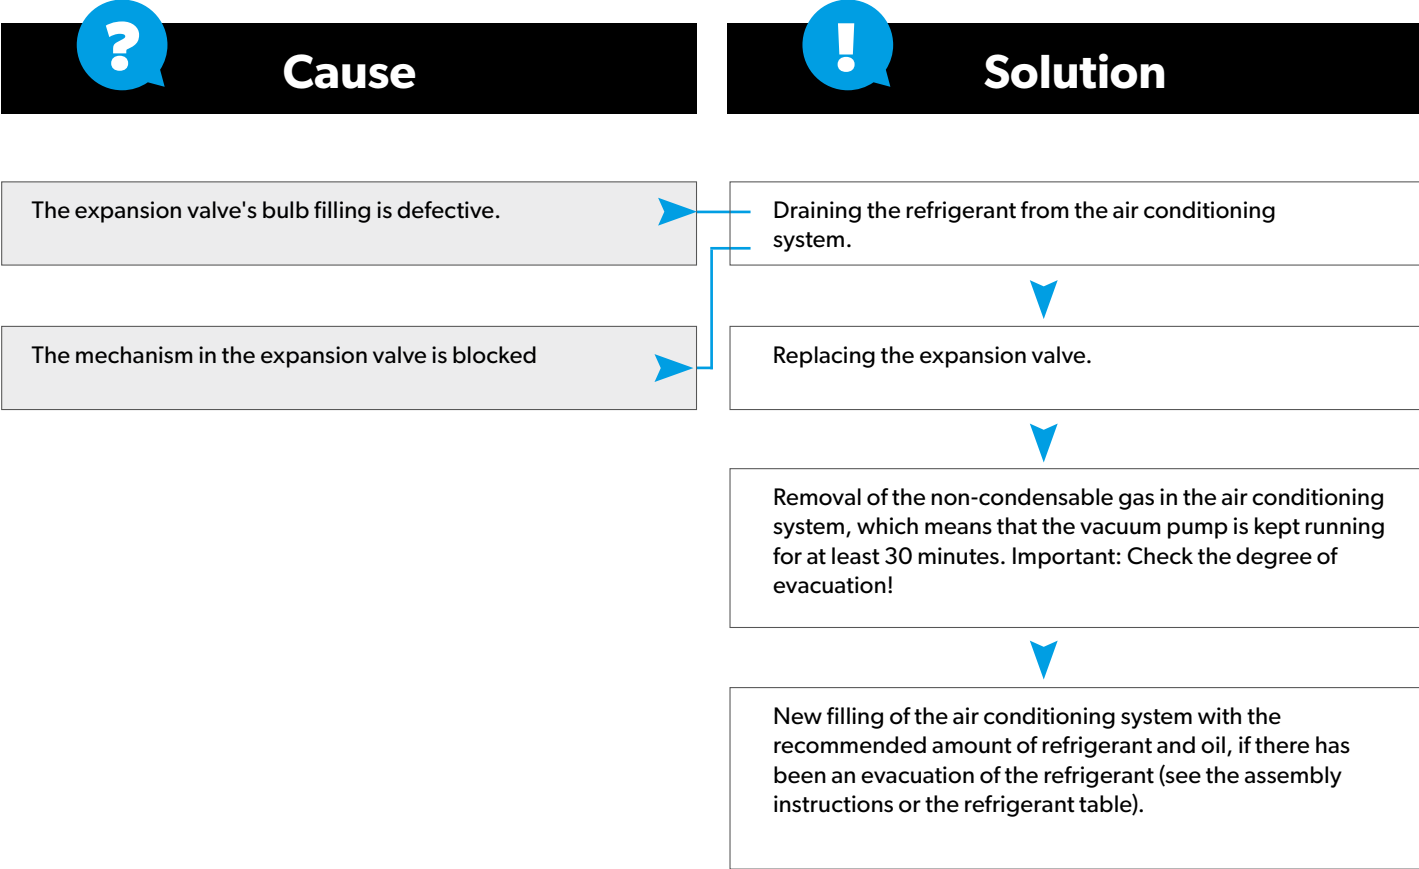 ?
Cause
!
Solution
The expansion valve's bulb filling is defective.
Draining the refrigerant from the air conditioning
system.
The mechanism in the expansion valve is blocked
Replacing the expansion valve.
Removal of the non-condensable gas in the air conditioning
system, which means that the vacuum pump is kept running
for at least 30 minutes. Important: Check the degree of
evacuation!
New filling of the air conditioning system with the
recommended amount of refrigerant and oil, if there has
been an evacuation of the refrigerant (see the assembly
instructions or the refrigerant table).